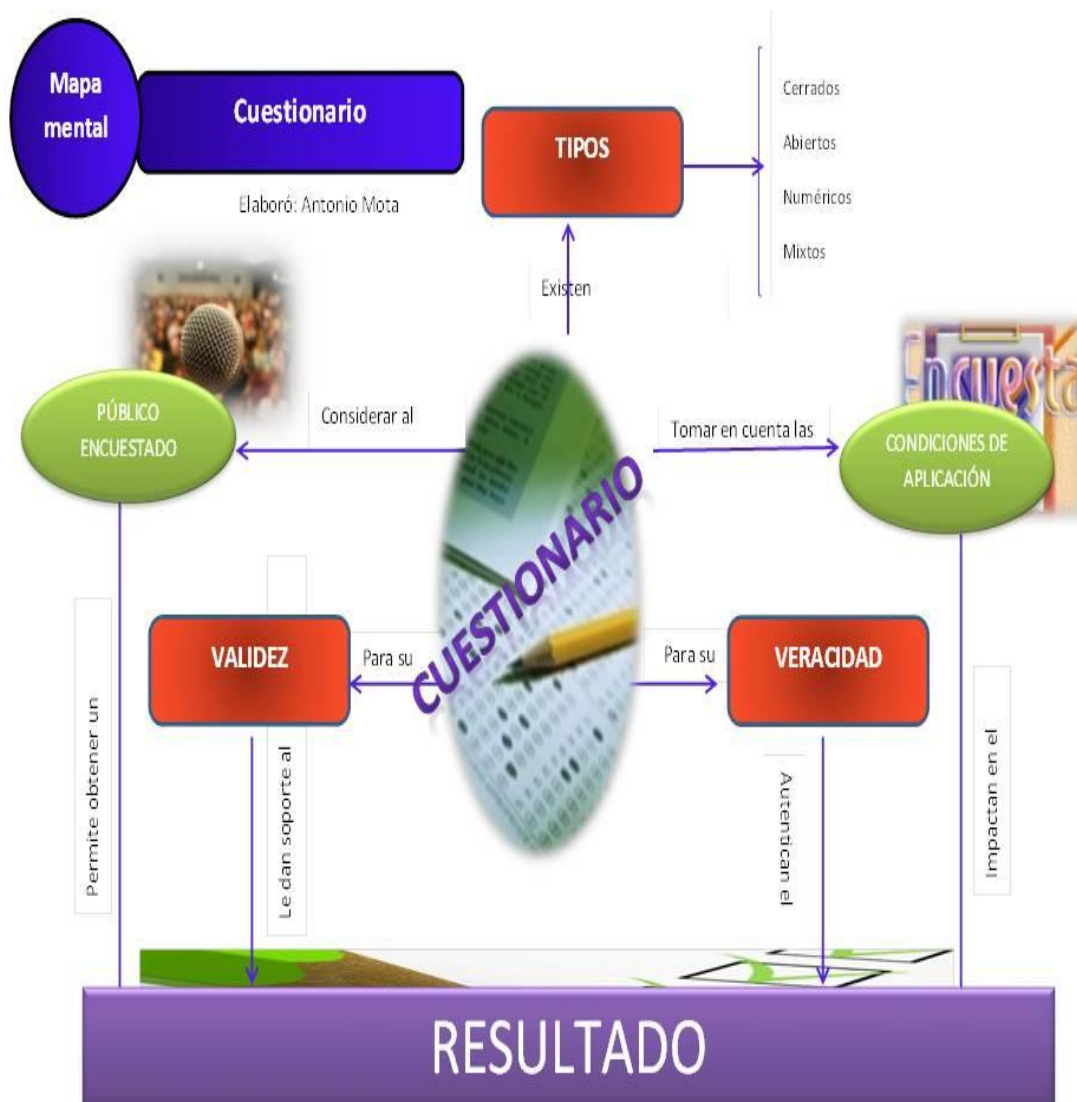 Mapa
mental
Cuestionario
Elaboró: Antonio Mota
TIPOS
Cerrados
Abiertos
Numéricos
Mixtos
Existen
Encuesta
PÚBLICO
ENCUESTADO
Considerar al
Tomar en cuenta las
CONDICIONES DE
APLICACIÓN
CUESTIONARIO
VALIDEZ
Para su
Para su
VERACIDAD
Permite obtener un
Le dan soporte al
Autentican el
Impactan en el
RESULTADO